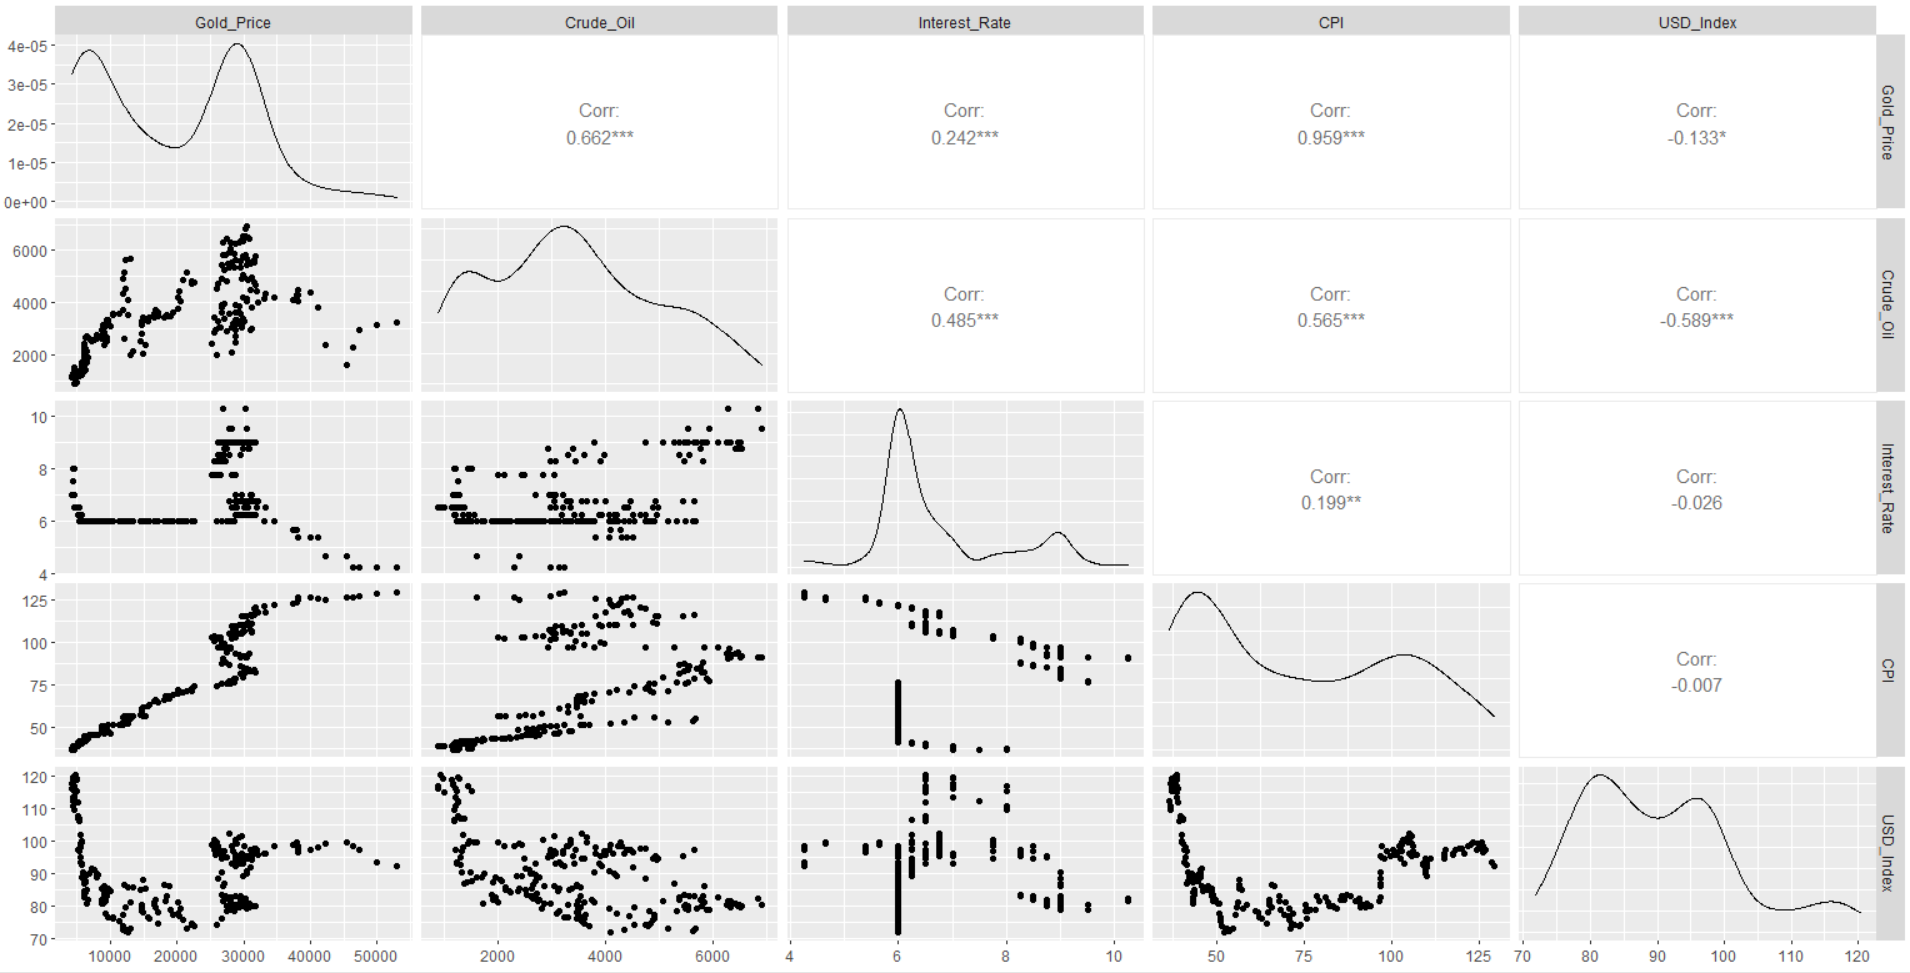 Gold_Price Crude_Oil Interest_Rate CPI USD_Index
4e-05
3e-05
2e-05
1e-05
0e+00
Corr:
0.662***
Corr:
0.242***
Corr:
0.959***
Corr:
-0.133*
Gold_Price
6000
4000
2000
Corr:
0.485***
Corr:
0.565***
Corr:
-0.589***
Crude_Oil
10
8
6
4
Corr:
0.199**
Corr:
-0.026
Interest_Rate
125
100
75
50
Corr:
-0.007
CPI
120
110
100
90
80
70
USD_Index
10000 20000 30000 40000 50000 2000 4000 6000 4 6 8 10 50 75 100 125 70 80 90 100 110 120